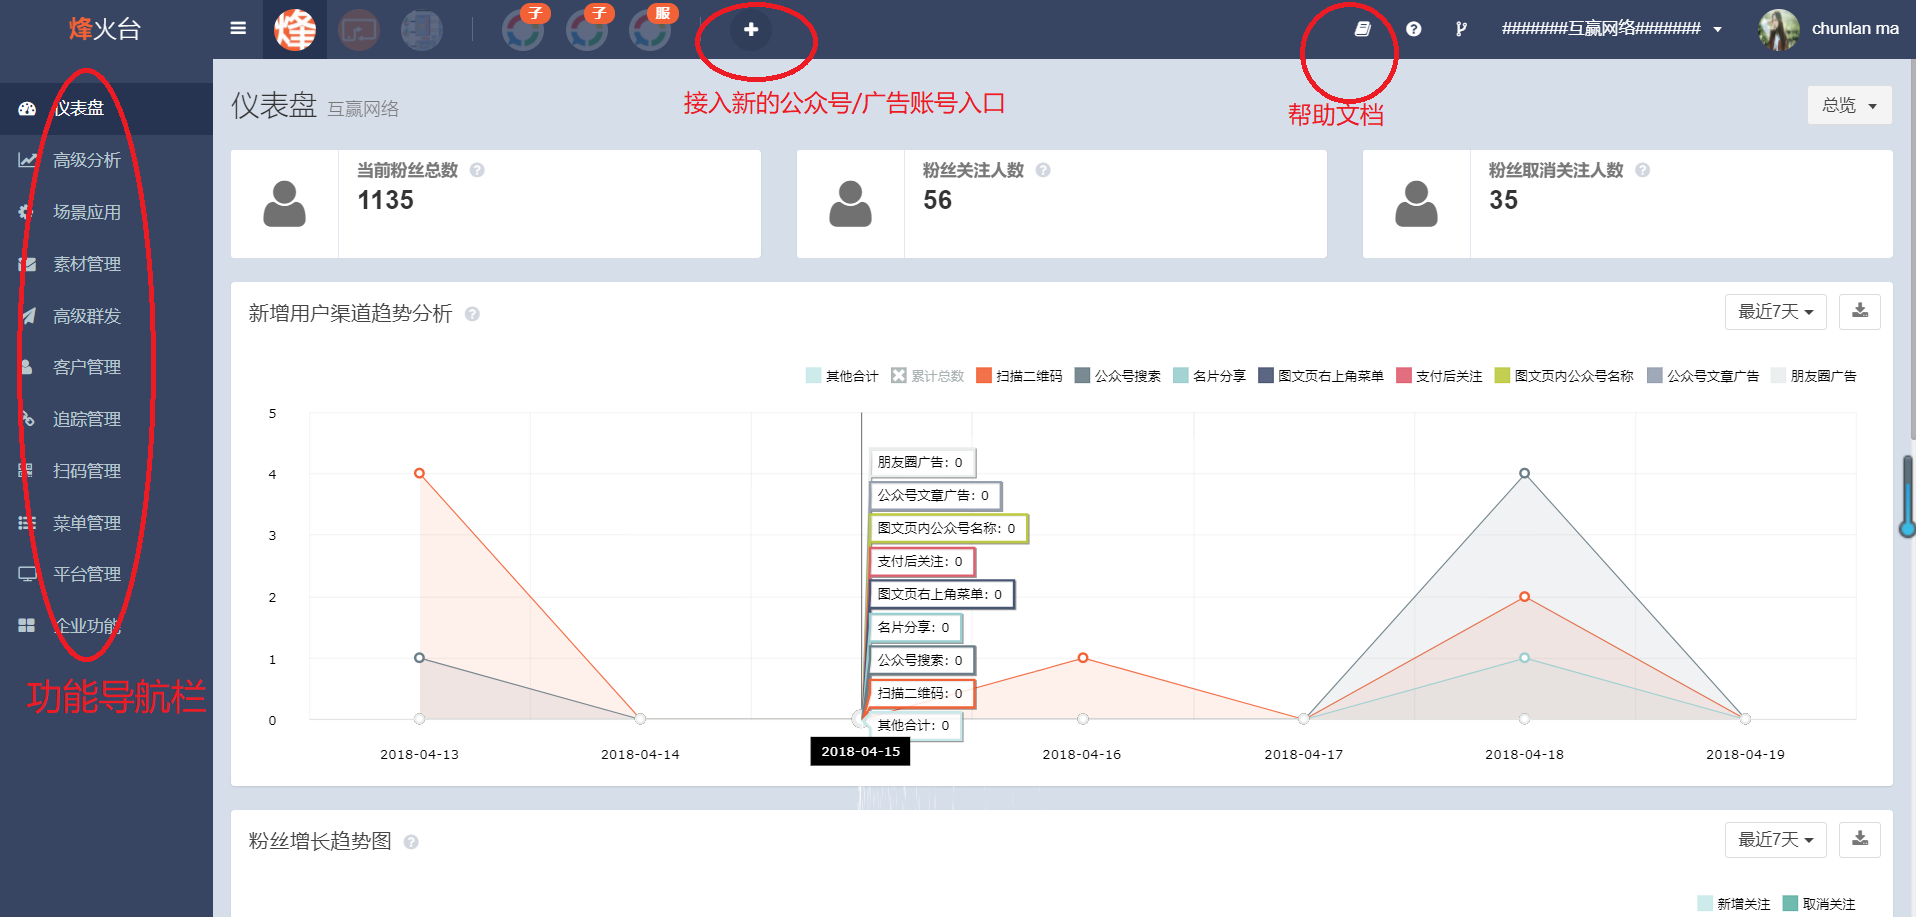 烽火台
烽
子
子
服
#######互赢网络#######
chunlan ma
接入新的公众号/广告账号入口
帮助文档
仪表盘
高级分析
场景应用
素材管理
高级群发
客户管理
追踪管理
扫码管理
菜单管理
平台管理
企业功能
功能导航栏
仪表盘 互赢网络
总览
当前粉丝总数
1135
粉丝关注人数
56
粉丝取消关注人数
35
新增用户渠道趋势分析
最近7天
其他合计 累计总数 扫描二维码 公众号搜索 名片分享 图文页右上角菜单 支付后关注 图文页内公众号名称 公众号文章广告 朋友圈广告
5
4
3
2
1
0
朋友圈广告: 0
公众号文章广告: 0
图文页内公众号名称: 0
支付后关注: 0
图文页右上角菜单: 0
名片分享: 0
公众号搜索: 0
扫描二维码: 0
其他合计: 0
2018-04-13 2018-04-14 2018-04-15 2018-04-16 2018-04-17 2018-04-18 2018-04-19
粉丝增长趋势图
最近7天
新增关注 取消关注